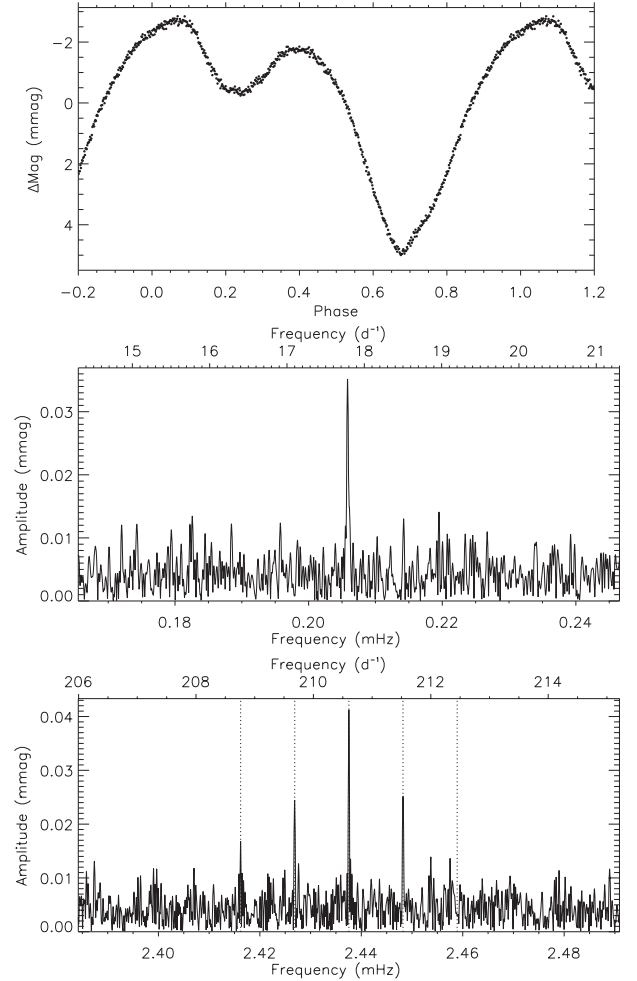 −2
0
2
4
ΔMag (mmag)
−0.2 0.0 0.2 0.4 0.6 0.8 1.0 1.2
Phase
Frequency (d⁻¹)
15 16 17 18 19 20 21
0.03
0.02
0.01
0.00
Amplitude (mmag)
0.18 0.20 0.22 0.24
Frequency (mHz)
Frequency (d⁻¹)
206 208 210 212 214
0.04
0.03
0.02
0.01
0.00
Amplitude (mmag)
2.40 2.42 2.44 2.46 2.48
Frequency (mHz)